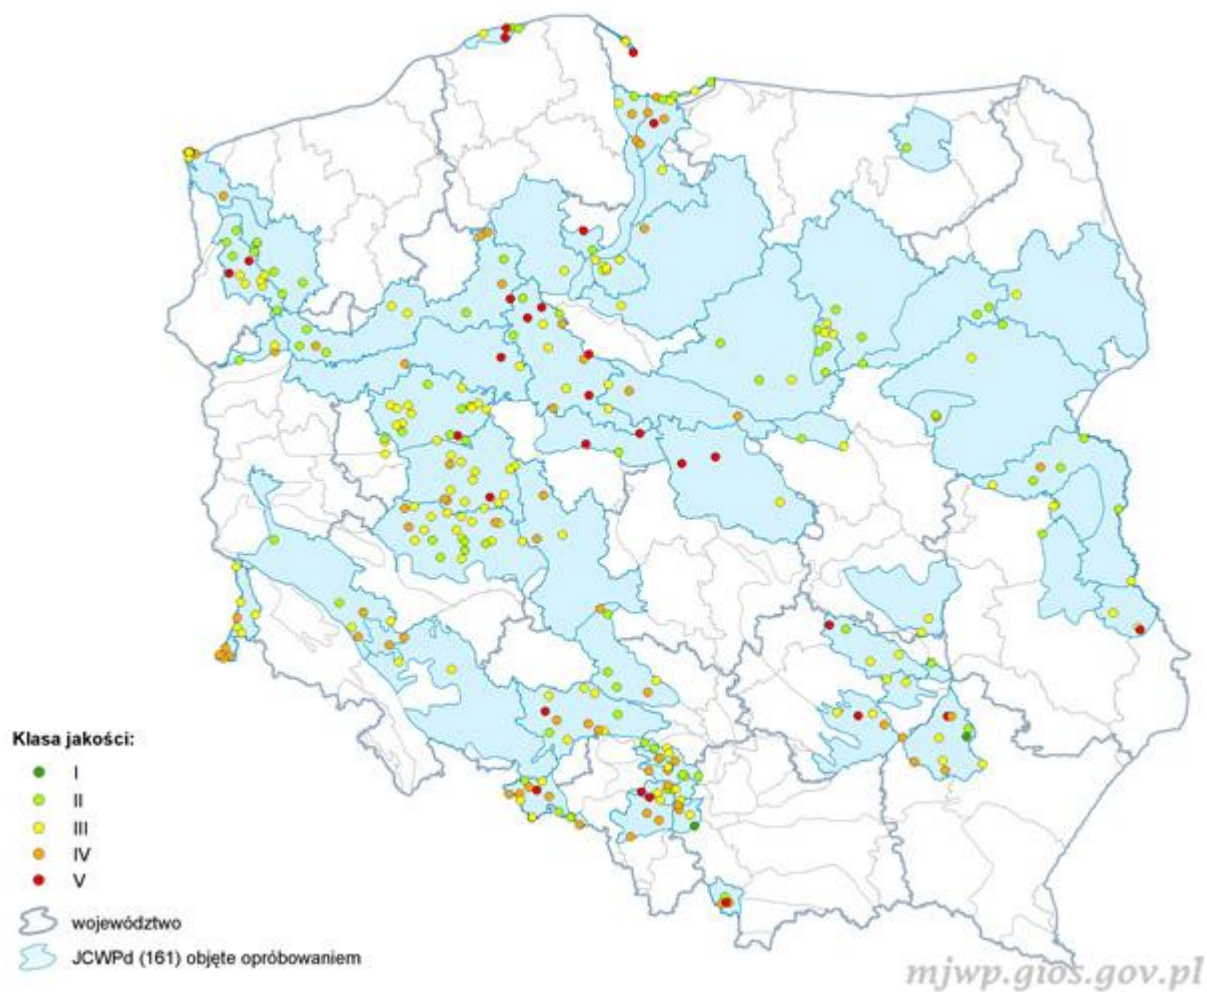 Klasa jakości:
I
II
III
IV
V
województwo
JCWPd (161) objęte opróbowaniem
mjwp.gios.gov.pl